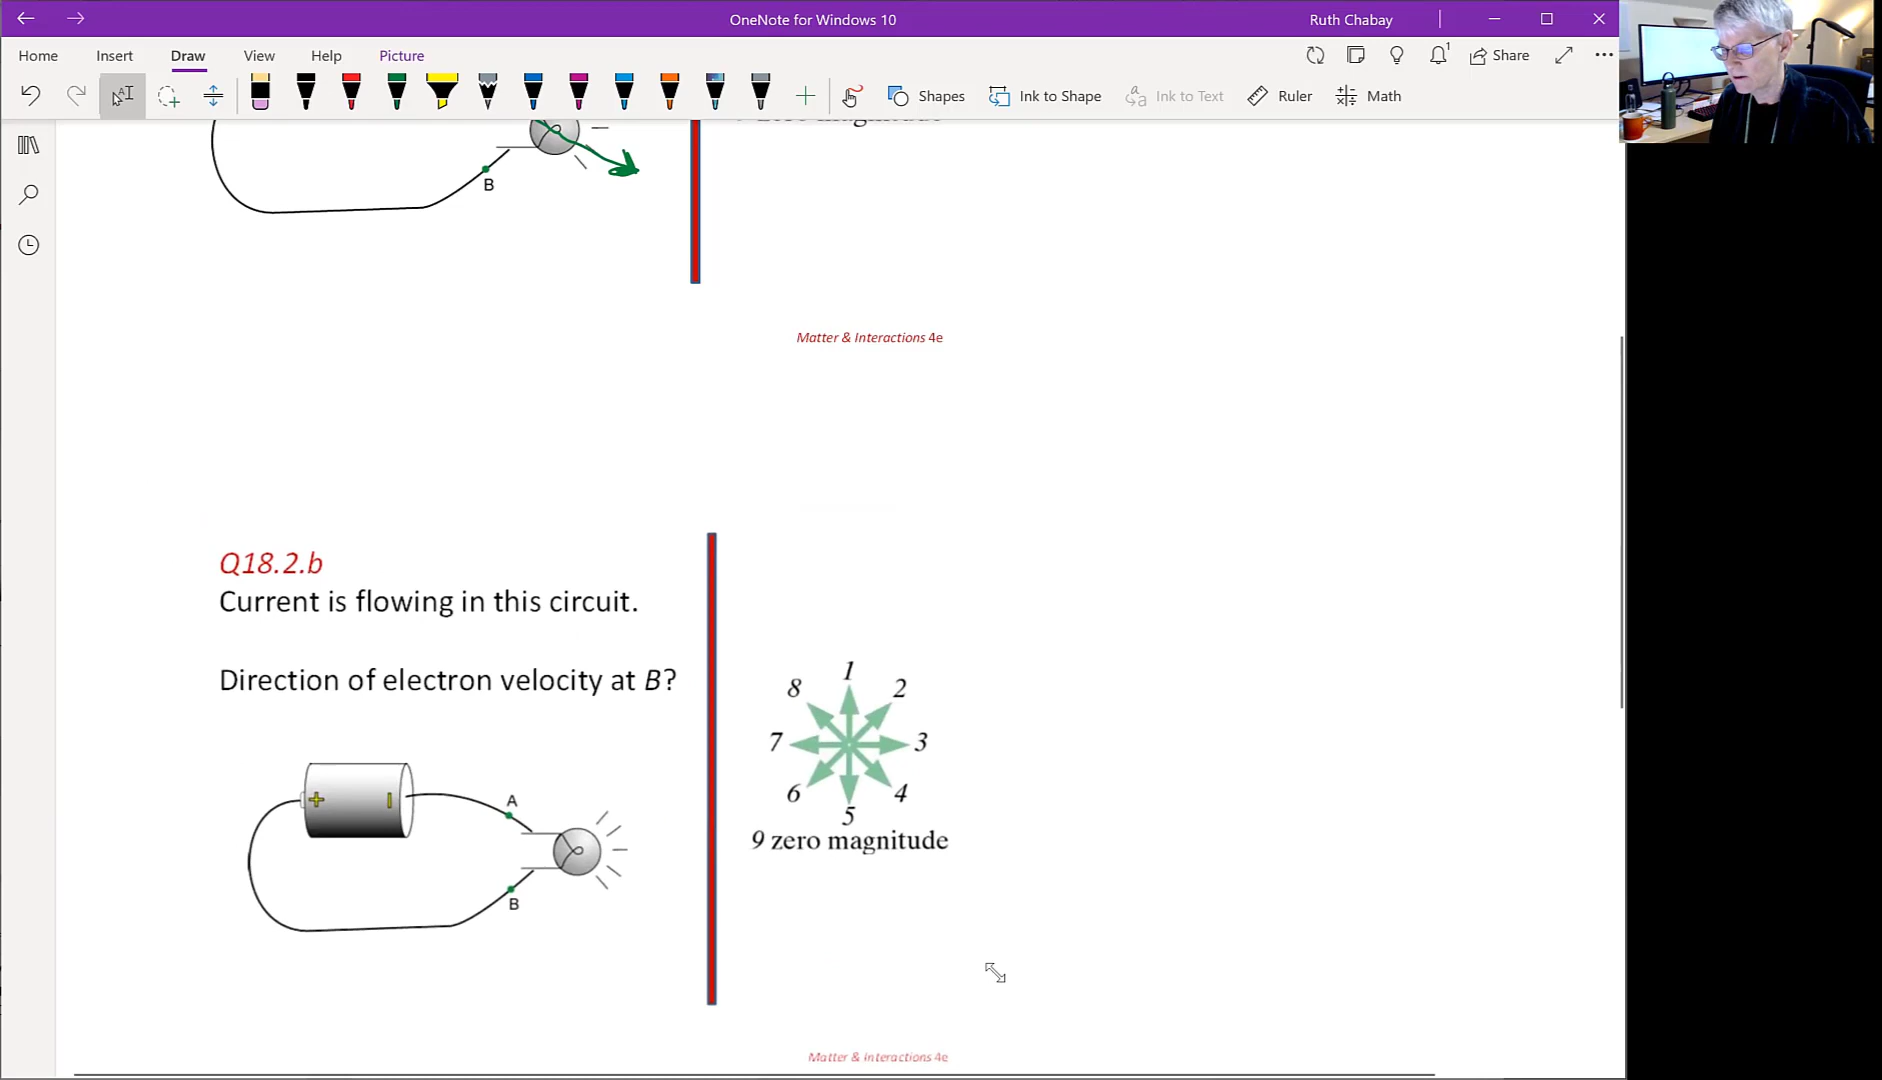 OneNote for Windows 10
Ruth Chabay
Home
Insert
Draw
View
Help
Picture
Share
Shapes
Ink to Shape
Ink to Text
Ruler
Math
B
Matter & Interactions 4e
Q18.2.b
Current is flowing in this circuit.
Direction of electron velocity at B?
+
A
B
1
2
3
4
5
6
7
8
9 zero magnitude
Matter & Interactions 4e